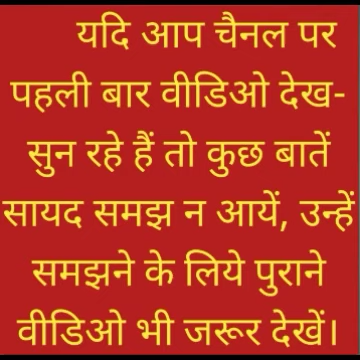 यदि आप चैनल पर
पहली बार वीडिओ देख-
सुन रहे हैं तो कुछ बातें
सायद समझ न आयें, उन्हें
समझने के लिये पुराने
वीडिओ भी जरूर देखें।